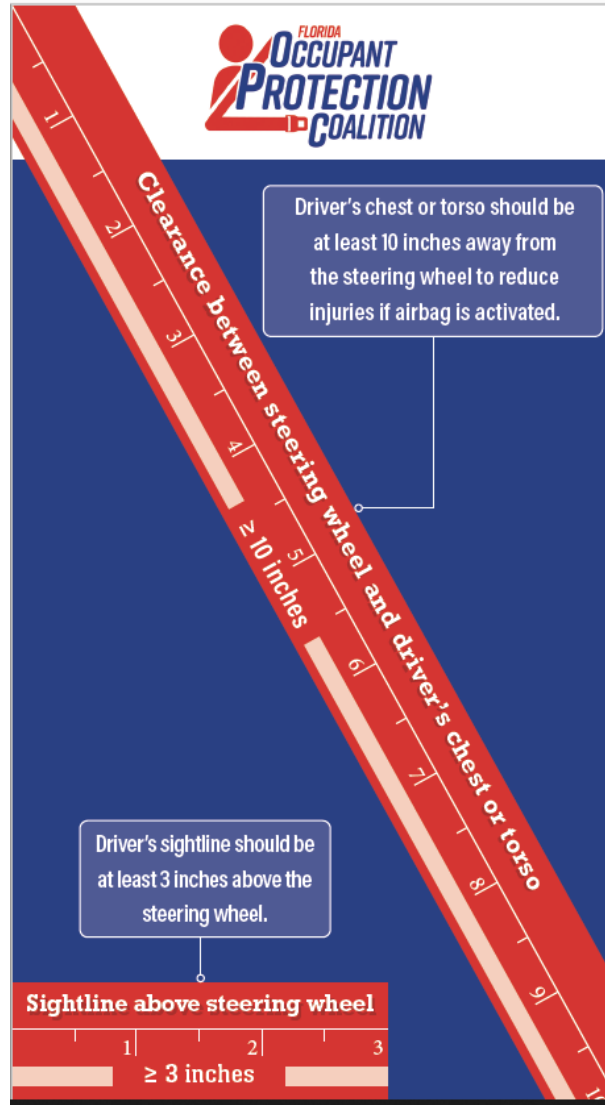 FLORIDA
OCCUPANT
PROTECTION
COALITION
Driver's chest or torso should be
at least 10 inches away from
the steering wheel to reduce
injuries if airbag is activated.
Clearance between steering wheel and driver's chest or torso
1 2 3 4 5 6 7 8 9 10
≥ 10 inches
Driver's sightline should be
at least 3 inches above the
steering wheel.
Sightline above steering wheel
1 2 3
≥ 3 inches